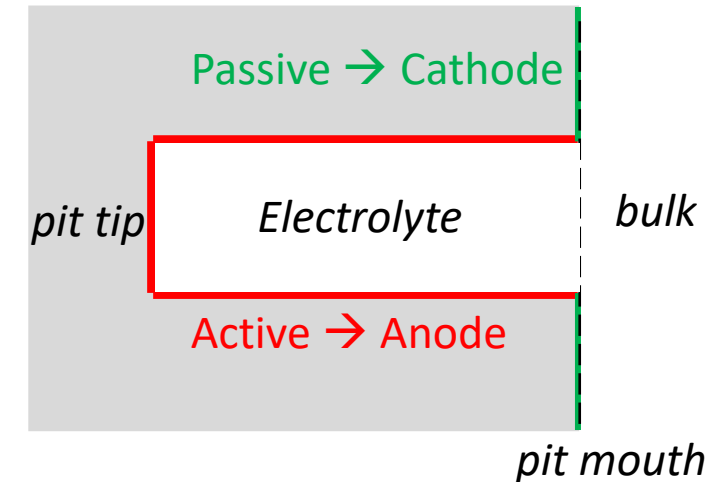 Passive → Cathode
pit tip
Electrolyte
bulk
Active → Anode
pit mouth